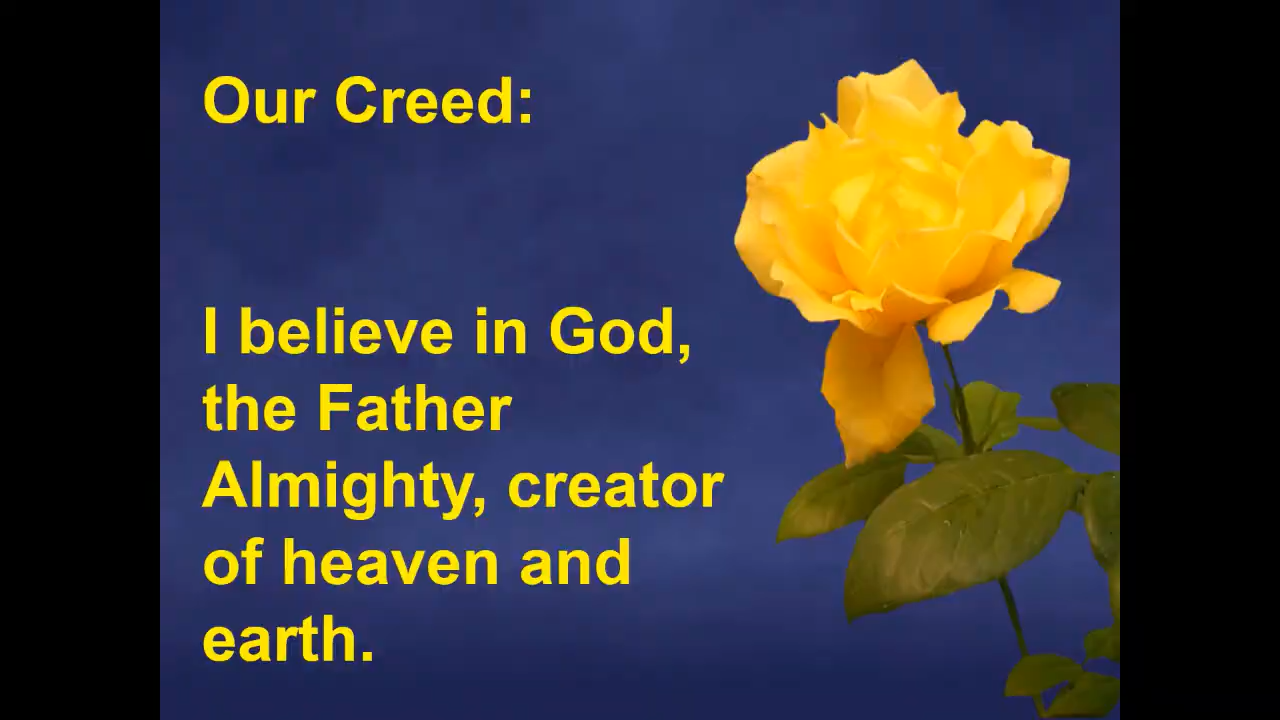 Our Creed:
I believe in God,
the Father
Almighty, creator
of heaven and
earth.